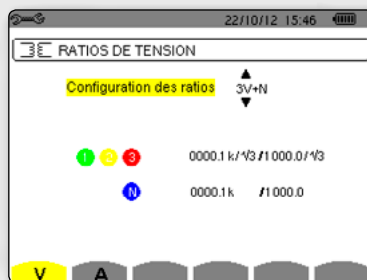 22/10/12 15:46
RATIOS DE TENSION
Configuration des ratios 3V+N
1 2 3 0000.1 k/√3 /1000.0/√3
N 0000.1 k /1000.0
V A